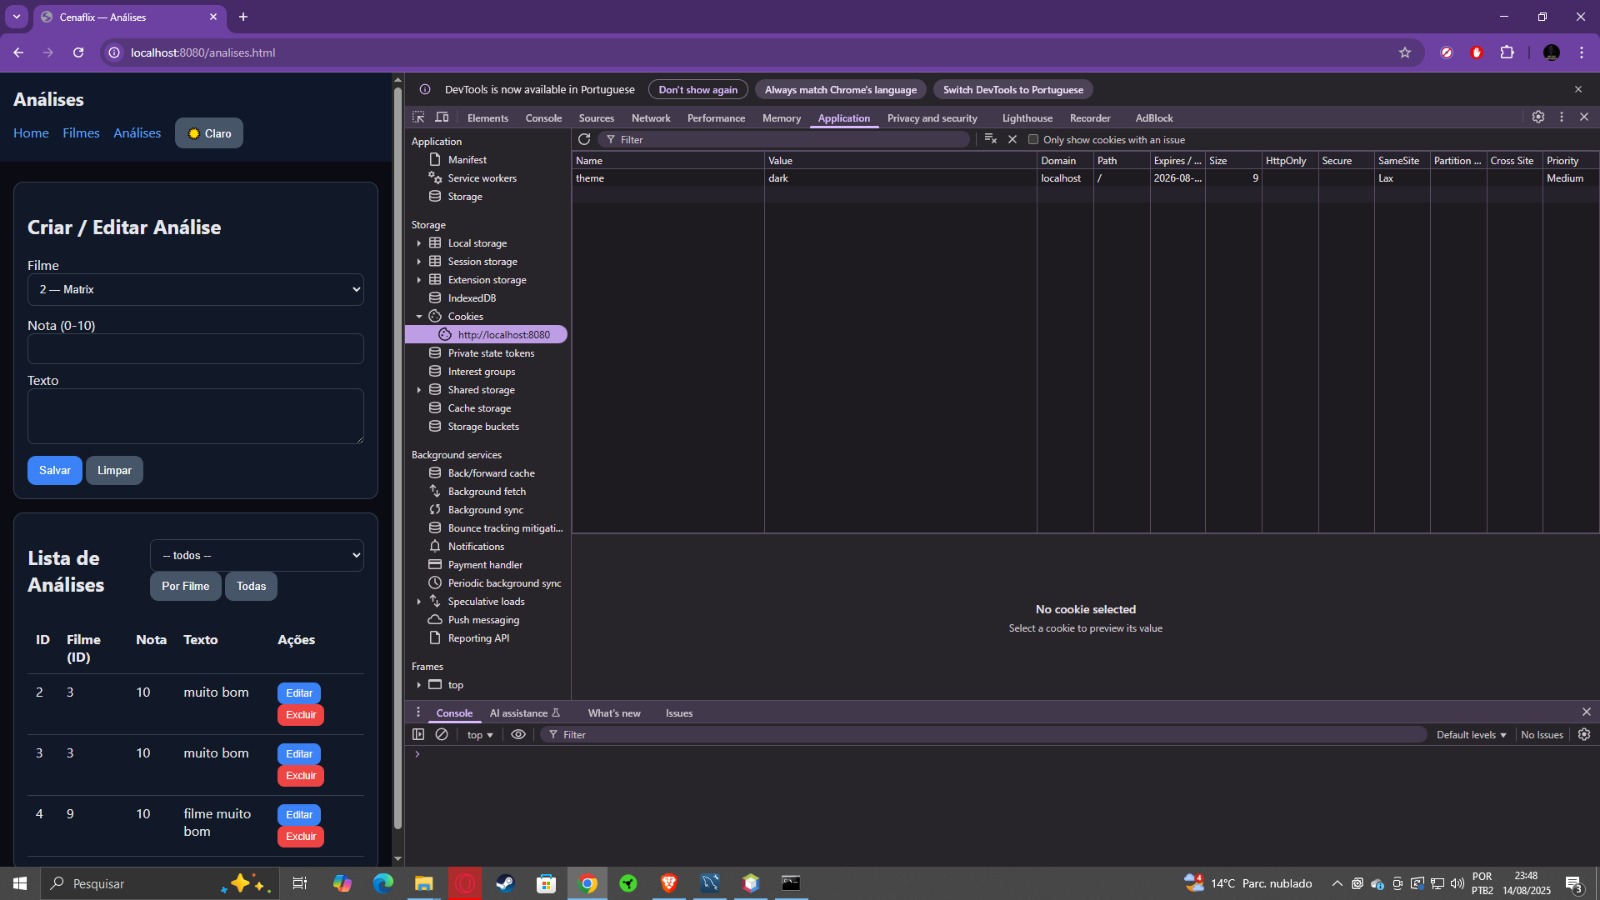 Cenaflix — Análises
localhost:8080/analises.html
Análises
Home Filmes Análises Claro
Criar / Editar Análise
Filme
2 — Matrix
Nota (0-10)
Texto
Salvar Limpar
Lista de
Análises
-- todos --
Por Filme Todas
ID Filme (ID) Nota Texto Ações
2 3 10 muito bom Editar
Excluir
3 3 10 muito bom Editar
Excluir
4 9 10 filme muito bom Editar
Excluir
DevTools is now available in Portuguese Don't show again Always match Chrome's language Switch DevTools to Portuguese
Elements Console Sources Network Performance Memory Application Privacy and security Lighthouse Recorder AdBlock
Application
Manifest
Service workers
Storage
Storage
Local storage
Session storage
Extension storage
IndexedDB
Cookies
http://localhost:8080
Private state tokens
Interest groups
Shared storage
Cache storage
Storage buckets
Background services
Back/forward cache
Background fetch
Background sync
Bounce tracking mitigati...
Notifications
Payment handler
Periodic background sync
Speculative loads
Push messaging
Reporting API
Frames
top
Filter Only show cookies with an issue
Name Value Domain Path Expires / ... Size HttpOnly Secure SameSite Partition ... Cross Site Priority
theme dark localhost / 2026-08-... 9 Lax Medium
No cookie selected
Select a cookie to preview its value
Console AI assistance What's new Issues
top Filter Default levels No Issues
Pesquisar
14°C Parc. nublado
POR
PTB2
23:48
14/08/2025
3